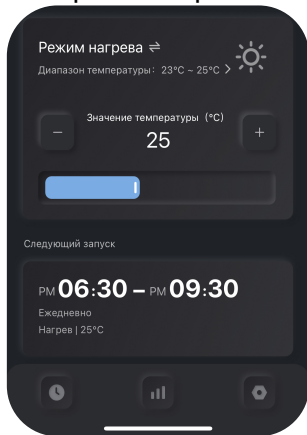 Режим нагрева ⇌
Диапазон температуры: 23°C ~ 25°C >
Значение температуры (°C)
− 25 +
Следующий запуск
PM 06:30 – PM 09:30
Ежедневно
Нагрев | 25°C